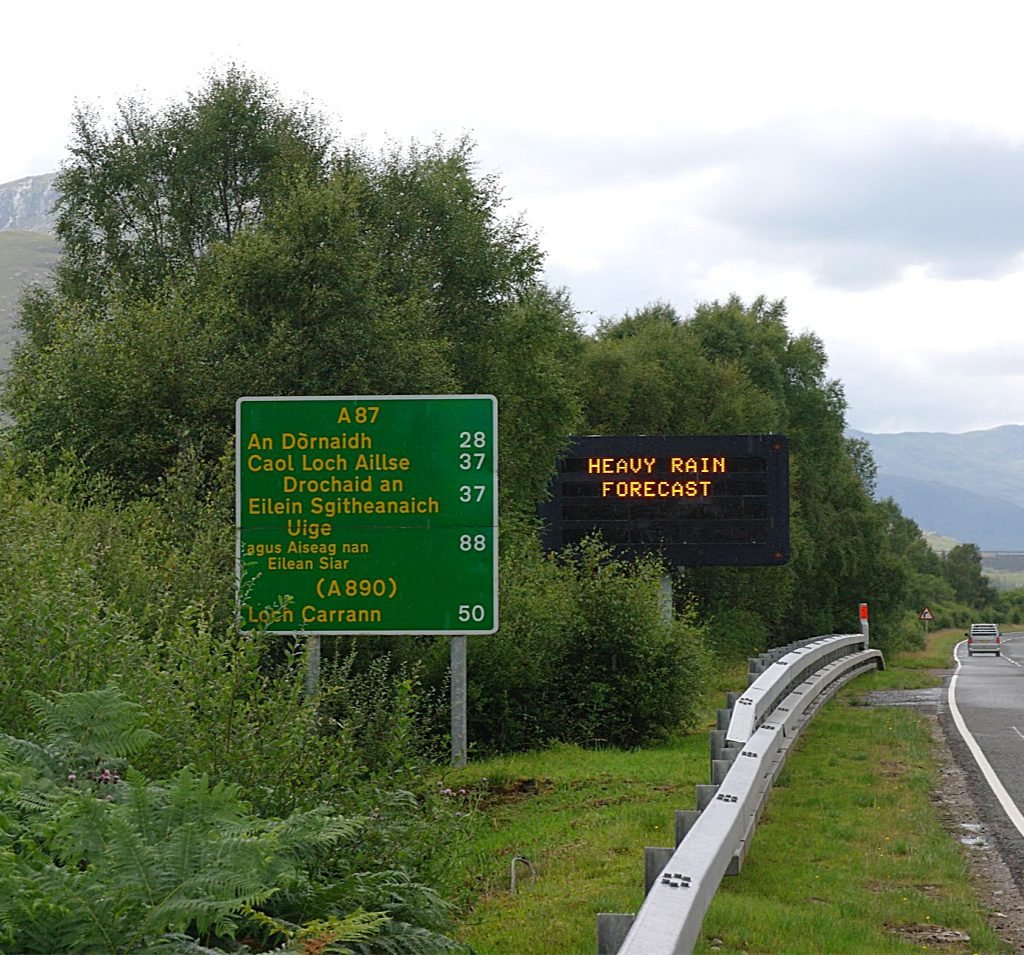 A87
An Dòrnaidh 28
Caol Loch Aillse 37
Drochaid an
Eilein Sgitheanaich 37
Uige
agus Aiseag nan 88
Eilean Siar
(A890)
Loch Carrann 50
HEAVY RAIN
FORECAST